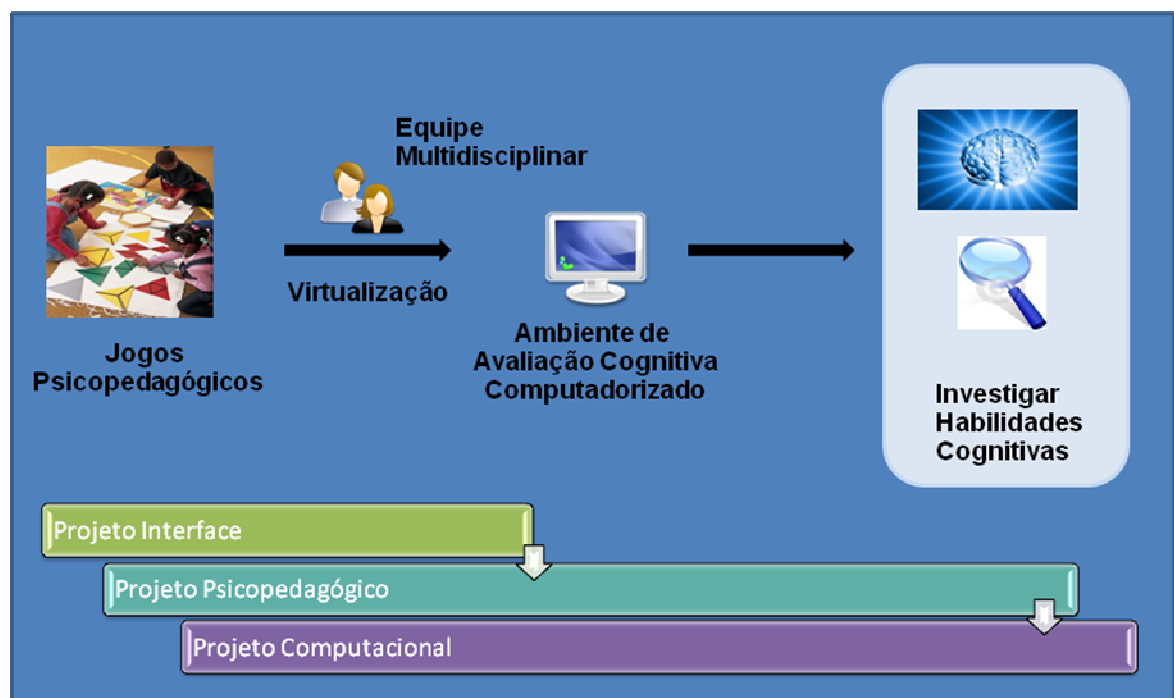 Equipe
Multidisciplinar
Virtualização
Jogos
Psicopedagógicos
Ambiente de
Avaliação Cognitiva
Computadorizado
Investigar
Habilidades
Cognitivas
Projeto Interface
Projeto Psicopedagógico
Projeto Computacional